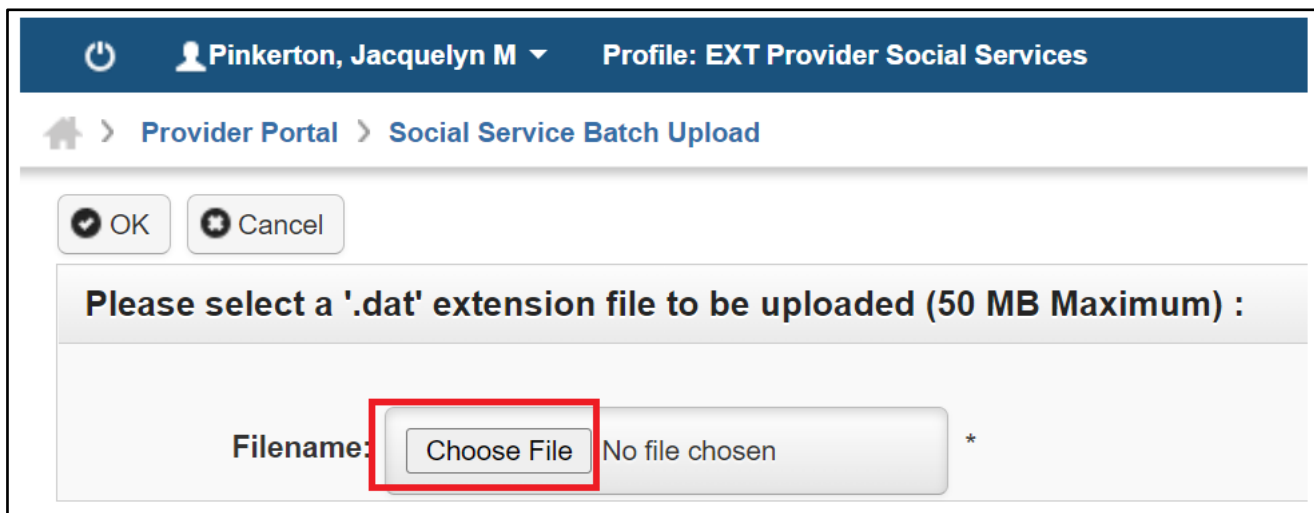 Pinkerton, Jacquelyn M Profile: EXT Provider Social Services
Provider Portal > Social Service Batch Upload
OK Cancel
Please select a '.dat' extension file to be uploaded (50 MB Maximum) :
Filename: Choose File No file chosen *